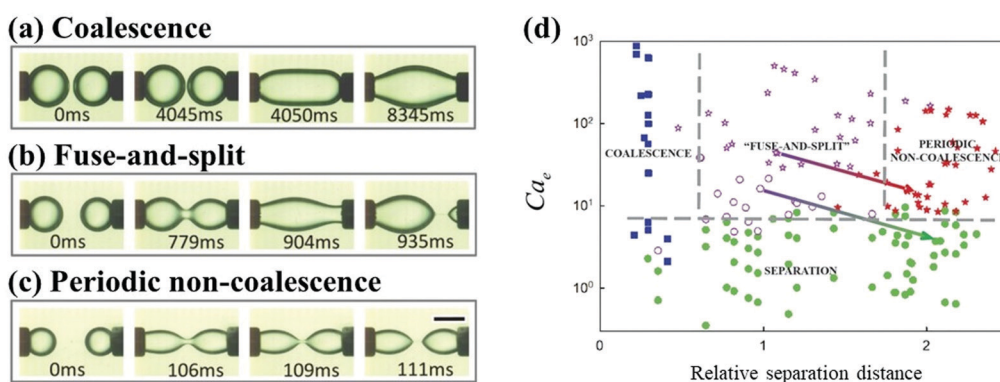 (a) Coalescence
0ms
4045ms
4050ms
8345ms
(b) Fuse-and-split
0ms
779ms
904ms
935ms
(c) Periodic non-coalescence
0ms
106ms
109ms
111ms
(d)
10³
10²
10¹
10⁰
Caₑ
COALESCENCE
"FUSE-AND-SPLIT"
PERIODIC
NON-COALESCENCE
SEPARATION
0
1
2
Relative separation distance